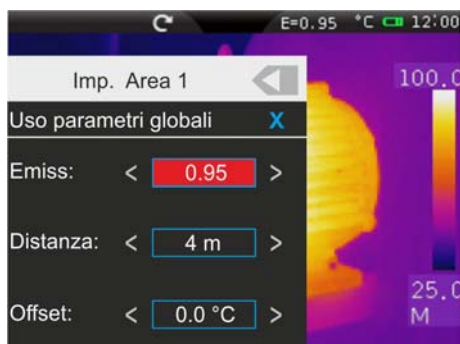 E=0.95 °C 12:00
Imp. Area 1
100.0
Uso parametri globali X
Emiss: < 0.95 >
Distanza: < 4 m >
25.0
Offset: < 0.0 °C > M